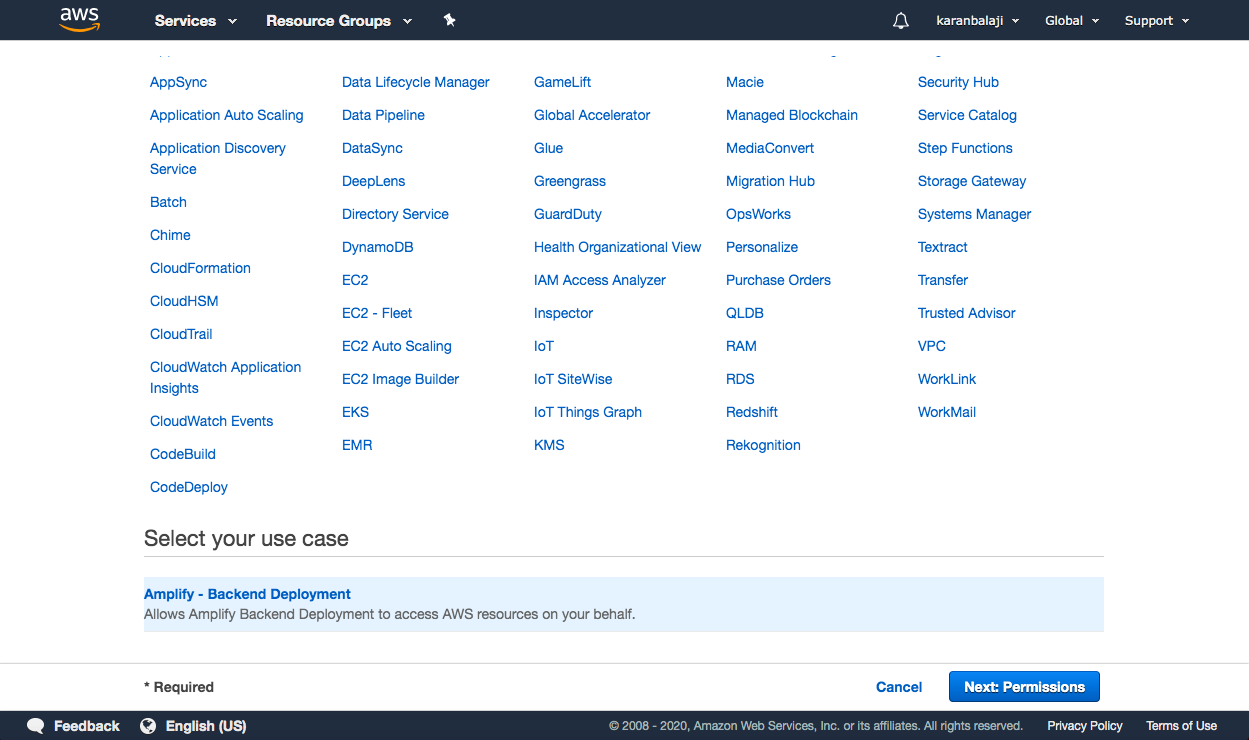 aws
Services
Resource Groups
karanbalaji
Global
Support
AppSync
Application Auto Scaling
Application Discovery
Service
Batch
Chime
CloudFormation
CloudHSM
CloudTrail
CloudWatch Application
Insights
CloudWatch Events
CodeBuild
CodeDeploy
Data Lifecycle Manager
Data Pipeline
DataSync
DeepLens
Directory Service
DynamoDB
EC2
EC2 - Fleet
EC2 Auto Scaling
EC2 Image Builder
EKS
EMR
GameLift
Global Accelerator
Glue
Greengrass
GuardDuty
Health Organizational View
IAM Access Analyzer
Inspector
IoT
IoT SiteWise
IoT Things Graph
KMS
Macie
Managed Blockchain
MediaConvert
Migration Hub
OpsWorks
Personalize
Purchase Orders
QLDB
RAM
RDS
Redshift
Rekognition
Security Hub
Service Catalog
Step Functions
Storage Gateway
Systems Manager
Textract
Transfer
Trusted Advisor
VPC
WorkLink
WorkMail
Select your use case
Amplify - Backend Deployment
Allows Amplify Backend Deployment to access AWS resources on your behalf.
* Required
Cancel
Next: Permissions
Feedback
English (US)
© 2008 - 2020, Amazon Web Services, Inc. or its affiliates. All rights reserved.
Privacy Policy
Terms of Use